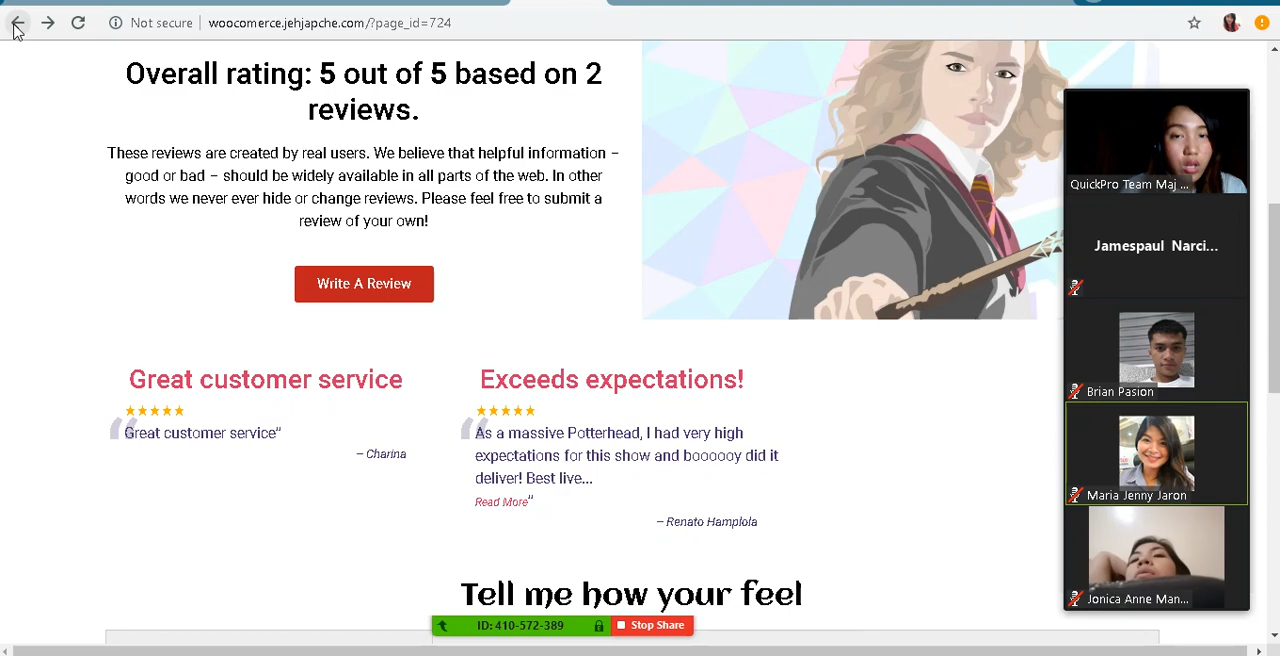 Not secure
woocomerce.jehjapche.com/?page_id=724
Overall rating: 5 out of 5 based on 2
reviews.
These reviews are created by real users. We believe that helpful information –
good or bad – should be widely available in all parts of the web. In other
words we never ever hide or change reviews. Please feel free to submit a
review of your own!
Write A Review
Great customer service
“Great customer service”
– Charina
Exceeds expectations!
“As a massive Potterhead, I had very high
expectations for this show and boooooy did it
deliver! Best live...
Read More”
– Renato Hamplola
Tell me how your feel
ID: 410-572-389
Stop Share
QuickPro Team Maj ...
Jamespaul Narci...
Brian Pasion
Maria Jenny Jaron
Jonica Anne Man...